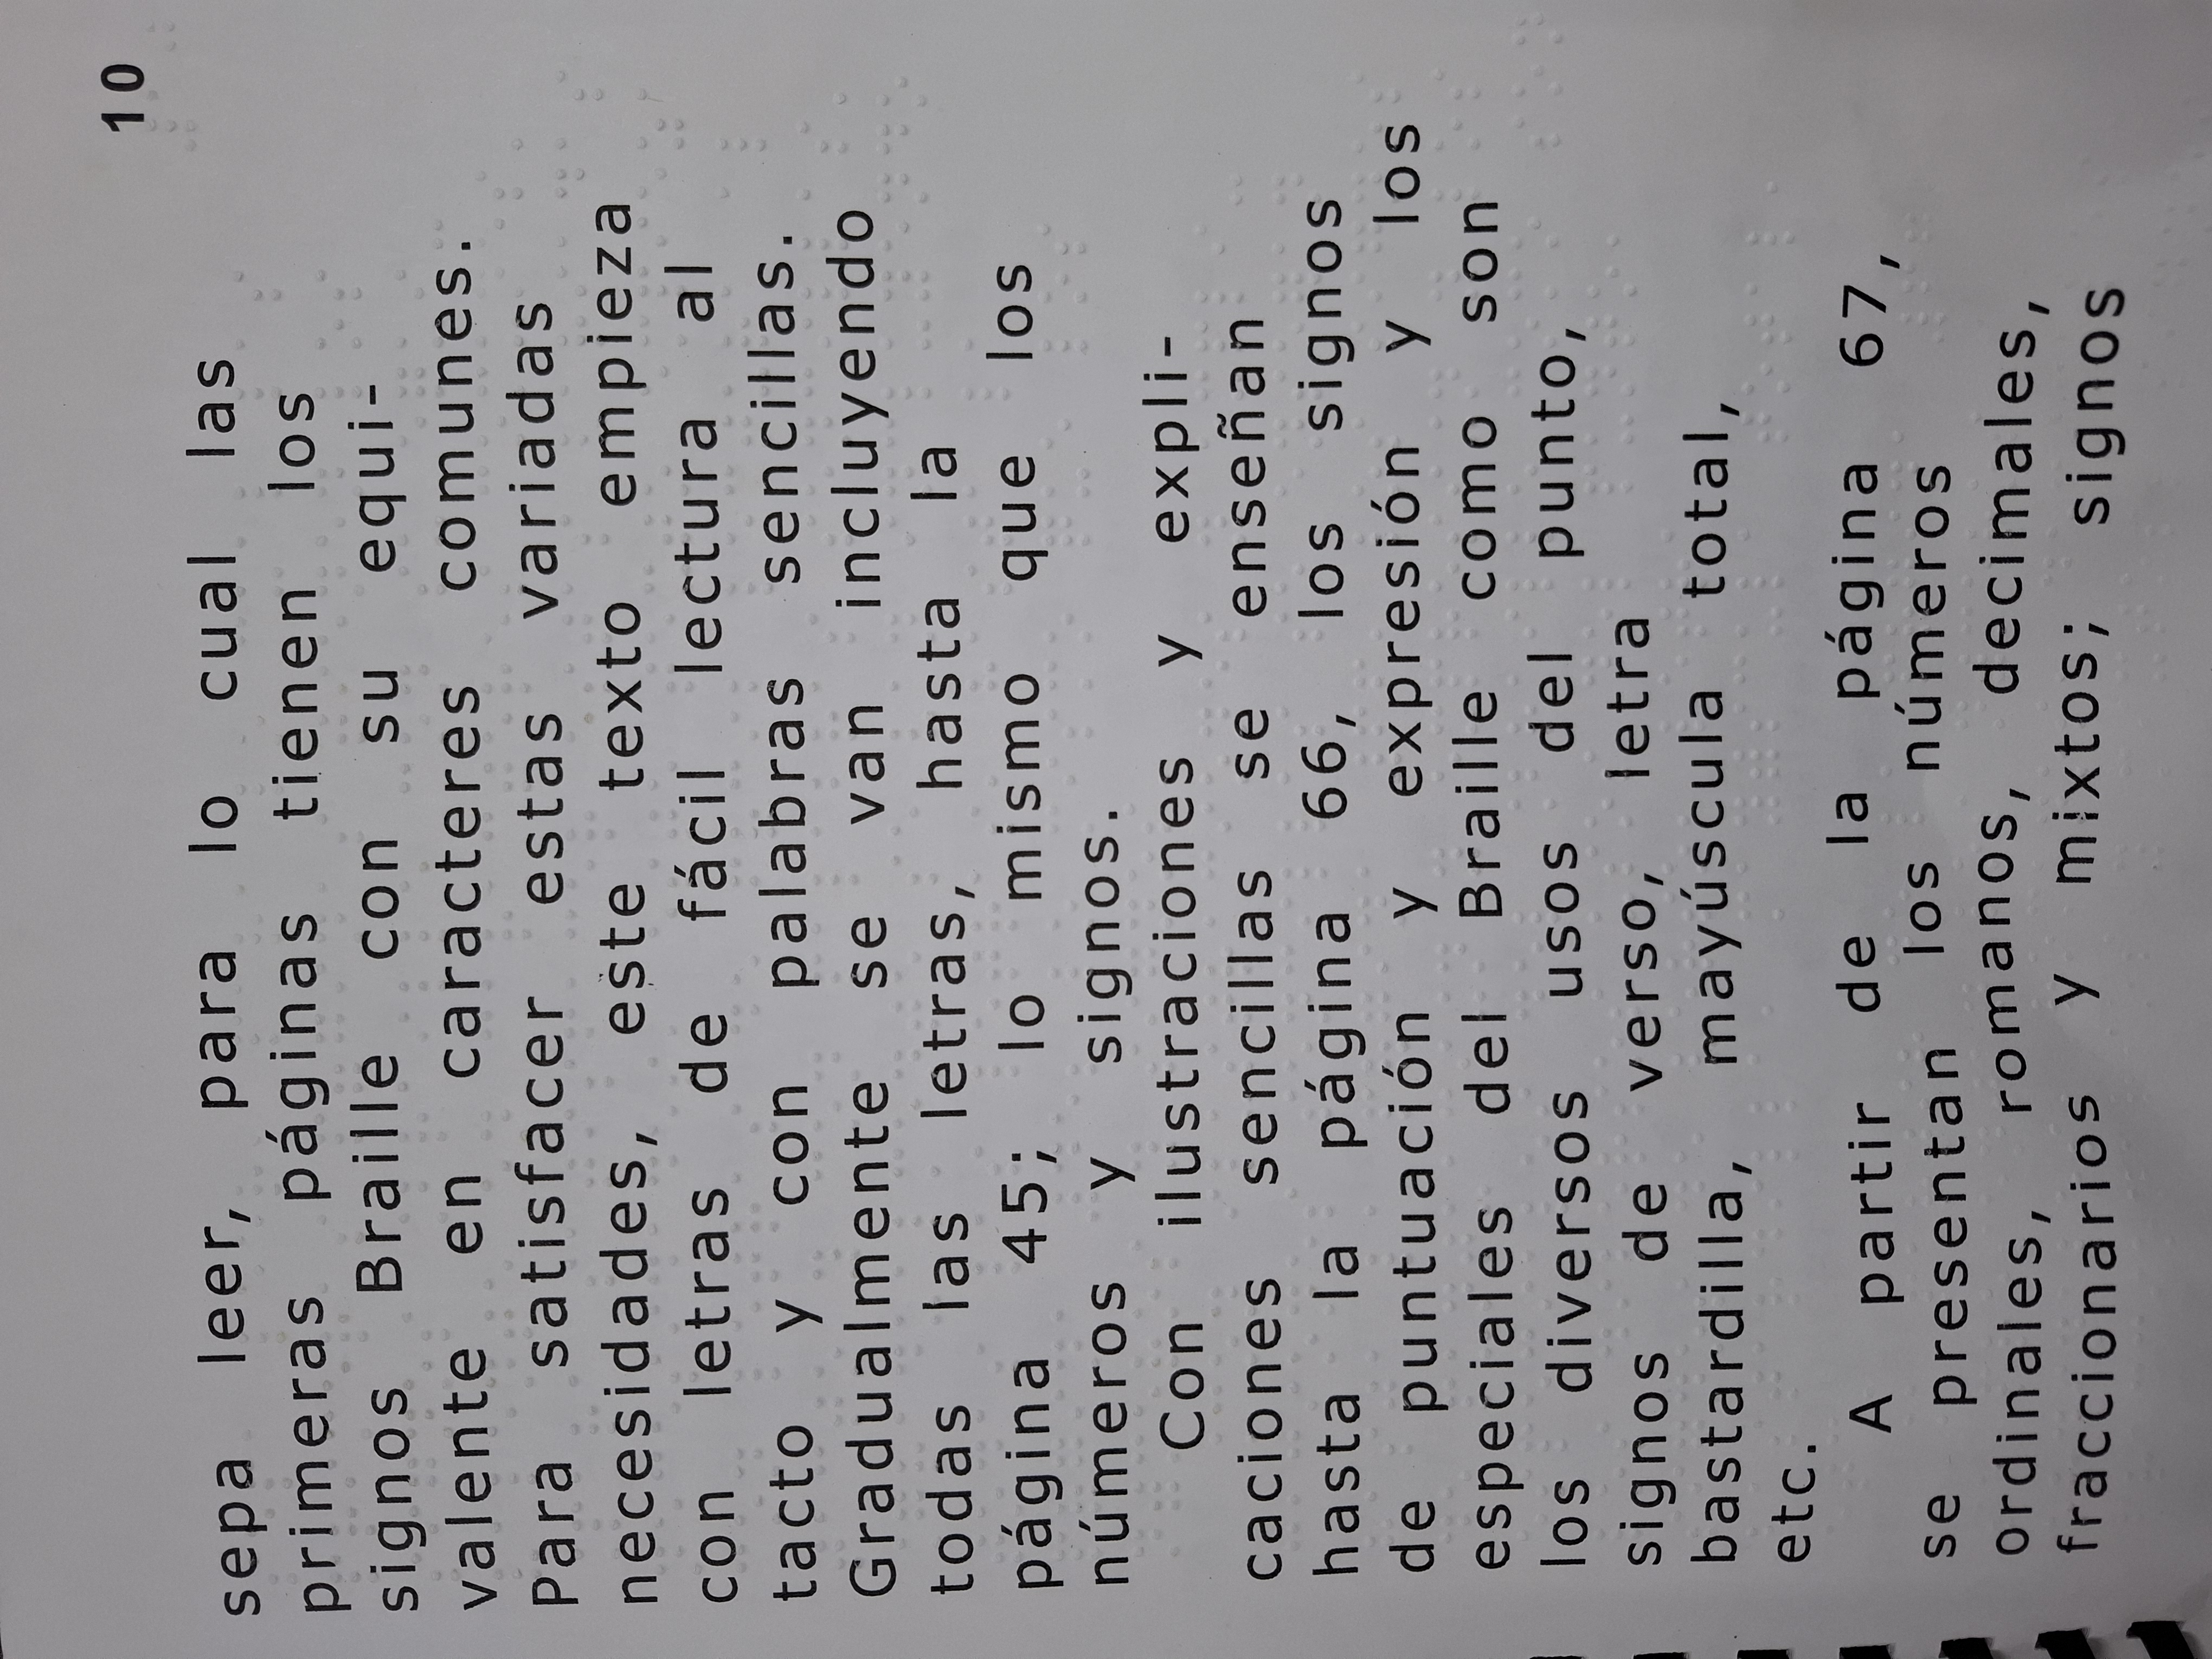 10
sepa leer, para lo cual las
primeras páginas tienen los
signos Braille con su equi-
valente en caracteres comunes.
Para satisfacer estas variadas
necesidades, este texto empieza
con letras de fácil lectura al
tacto y con palabras sencillas.
Gradualmente se van incluyendo
todas las letras, hasta la
página 45; lo mismo que los
números y signos.
Con ilustraciones y expli-
caciones sencillas se enseñan
hasta la página 66, los signos
de puntuación y expresión y los
especiales del Braille como son
los diversos usos del punto,
signos de verso, letra
bastardilla, mayúscula total,
etc.
A partir de la página 67,
se presentan los números
ordinales, romanos, decimales,
fraccionarios y mixtos; signos